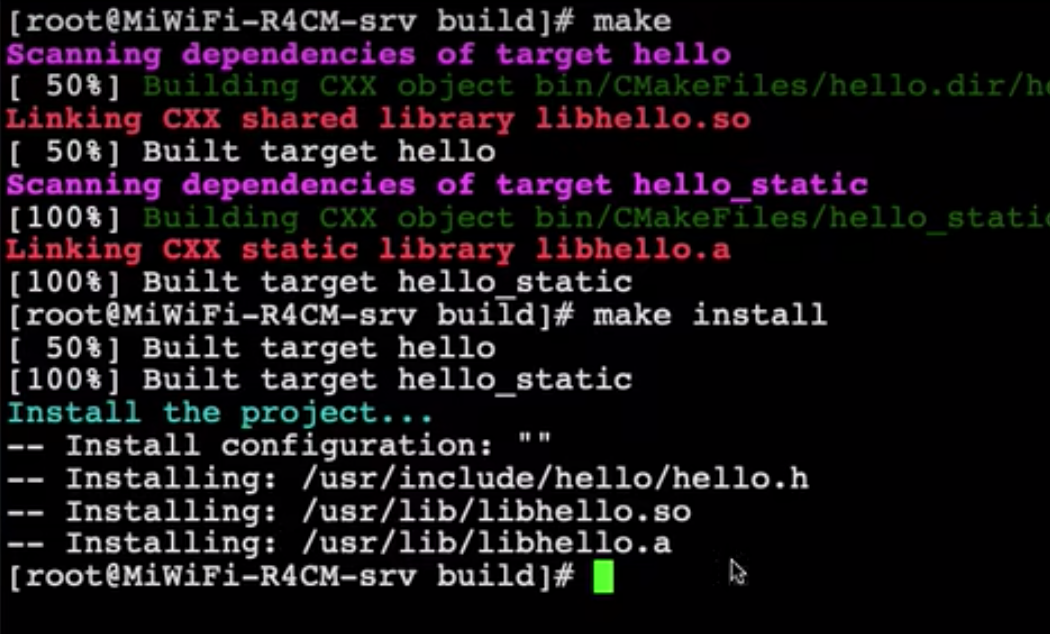 [root@MiWiFi-R4CM-srv build]# make
Scanning dependencies of target hello
[ 50%] Building CXX object bin/CMakeFiles/hello.dir/he
Linking CXX shared library libhello.so
[ 50%] Built target hello
Scanning dependencies of target hello_static
[100%] Building CXX object bin/CMakeFiles/hello_static
Linking CXX static library libhello.a
[100%] Built target hello_static
[root@MiWiFi-R4CM-srv build]# make install
[ 50%] Built target hello
[100%] Built target hello_static
Install the project...
-- Install configuration: ""
-- Installing: /usr/include/hello/hello.h
-- Installing: /usr/lib/libhello.so
-- Installing: /usr/lib/libhello.a
[root@MiWiFi-R4CM-srv build]#